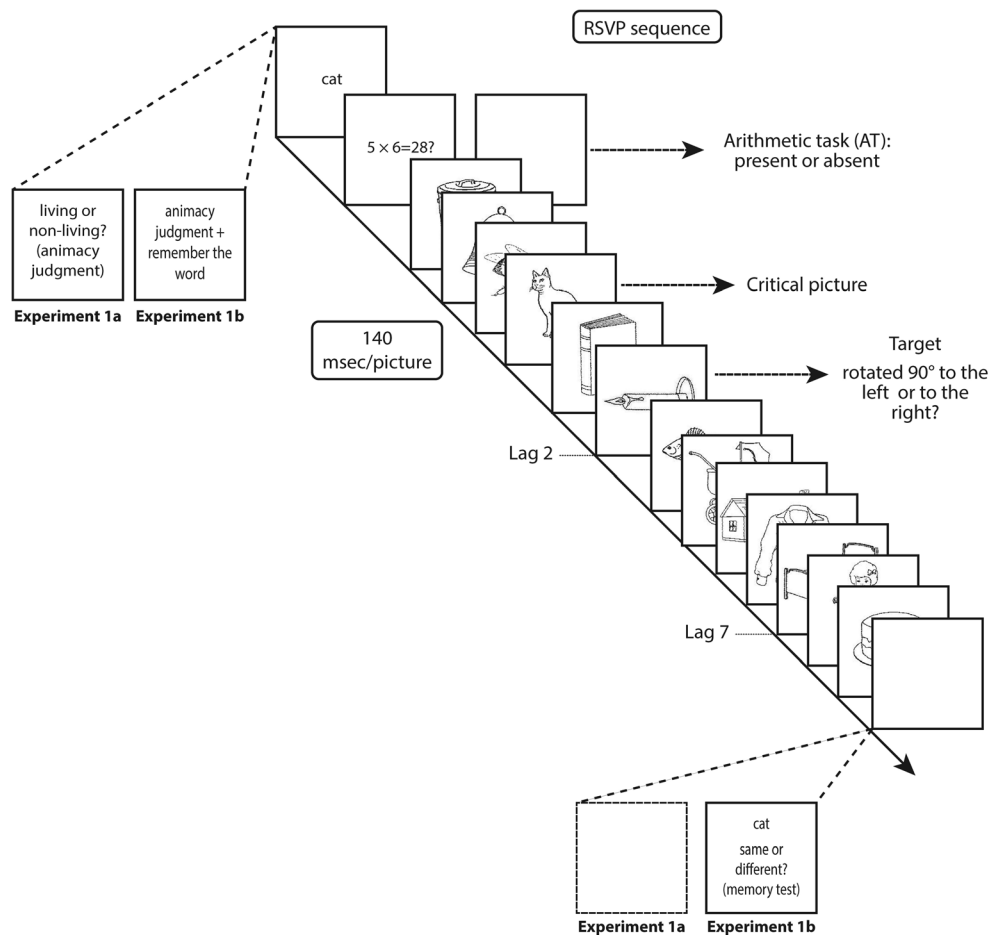 RSVP sequence
cat
5 × 6=28?
Arithmetic task (AT):
present or absent
living or
non-living?
(animacy
judgment)
Experiment 1a
animacy
judgment +
remember the
word
Experiment 1b
Critical picture
140
msec/picture
Target
rotated 90° to the
left or to the
right?
Lag 2
Lag 7
cat
same or
different?
(memory test)
Experiment 1a
Experiment 1b